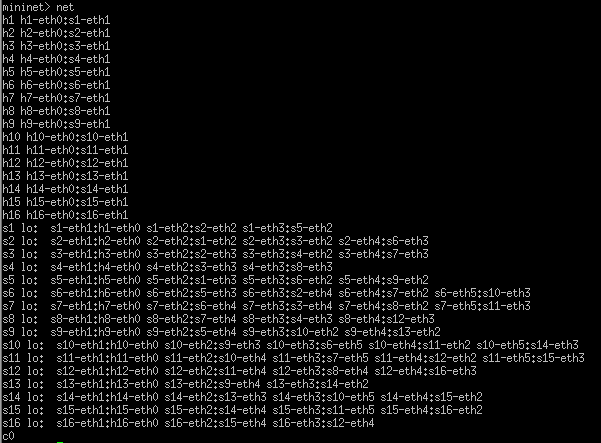 mininet> net
h1 h1-eth0:s1-eth1
h2 h2-eth0:s2-eth1
h3 h3-eth0:s3-eth1
h4 h4-eth0:s4-eth1
h5 h5-eth0:s5-eth1
h6 h6-eth0:s6-eth1
h7 h7-eth0:s7-eth1
h8 h8-eth0:s8-eth1
h9 h9-eth0:s9-eth1
h10 h10-eth0:s10-eth1
h11 h11-eth0:s11-eth1
h12 h12-eth0:s12-eth1
h13 h13-eth0:s13-eth1
h14 h14-eth0:s14-eth1
h15 h15-eth0:s15-eth1
h16 h16-eth0:s16-eth1
s1 lo:  s1-eth1:h1-eth0 s1-eth2:s2-eth2 s1-eth3:s5-eth2
s2 lo:  s2-eth1:h2-eth0 s2-eth2:s1-eth2 s2-eth3:s3-eth2 s2-eth4:s6-eth3
s3 lo:  s3-eth1:h3-eth0 s3-eth2:s2-eth3 s3-eth3:s4-eth2 s3-eth4:s7-eth3
s4 lo:  s4-eth1:h4-eth0 s4-eth2:s3-eth3 s4-eth3:s8-eth3
s5 lo:  s5-eth1:h5-eth0 s5-eth2:s1-eth3 s5-eth3:s6-eth2 s5-eth4:s9-eth2
s6 lo:  s6-eth1:h6-eth0 s6-eth2:s5-eth3 s6-eth3:s2-eth4 s6-eth4:s7-eth2 s6-eth5:s10-eth3
s7 lo:  s7-eth1:h7-eth0 s7-eth2:s6-eth4 s7-eth3:s3-eth4 s7-eth4:s8-eth2 s7-eth5:s11-eth3
s8 lo:  s8-eth1:h8-eth0 s8-eth2:s7-eth4 s8-eth3:s4-eth3 s8-eth4:s12-eth3
s9 lo:  s9-eth1:h9-eth0 s9-eth2:s5-eth4 s9-eth3:s10-eth2 s9-eth4:s13-eth2
s10 lo:  s10-eth1:h10-eth0 s10-eth2:s9-eth3 s10-eth3:s6-eth5 s10-eth4:s11-eth2 s10-eth5:s14-eth3
s11 lo:  s11-eth1:h11-eth0 s11-eth2:s10-eth4 s11-eth3:s7-eth5 s11-eth4:s12-eth2 s11-eth5:s15-eth3
s12 lo:  s12-eth1:h12-eth0 s12-eth2:s11-eth4 s12-eth3:s8-eth4 s12-eth4:s16-eth3
s13 lo:  s13-eth1:h13-eth0 s13-eth2:s9-eth4 s13-eth3:s14-eth2
s14 lo:  s14-eth1:h14-eth0 s14-eth2:s13-eth3 s14-eth3:s10-eth5 s14-eth4:s15-eth2
s15 lo:  s15-eth1:h15-eth0 s15-eth2:s14-eth4 s15-eth3:s11-eth5 s15-eth4:s16-eth2
s16 lo:  s16-eth1:h16-eth0 s16-eth2:s15-eth4 s16-eth3:s12-eth4
c0